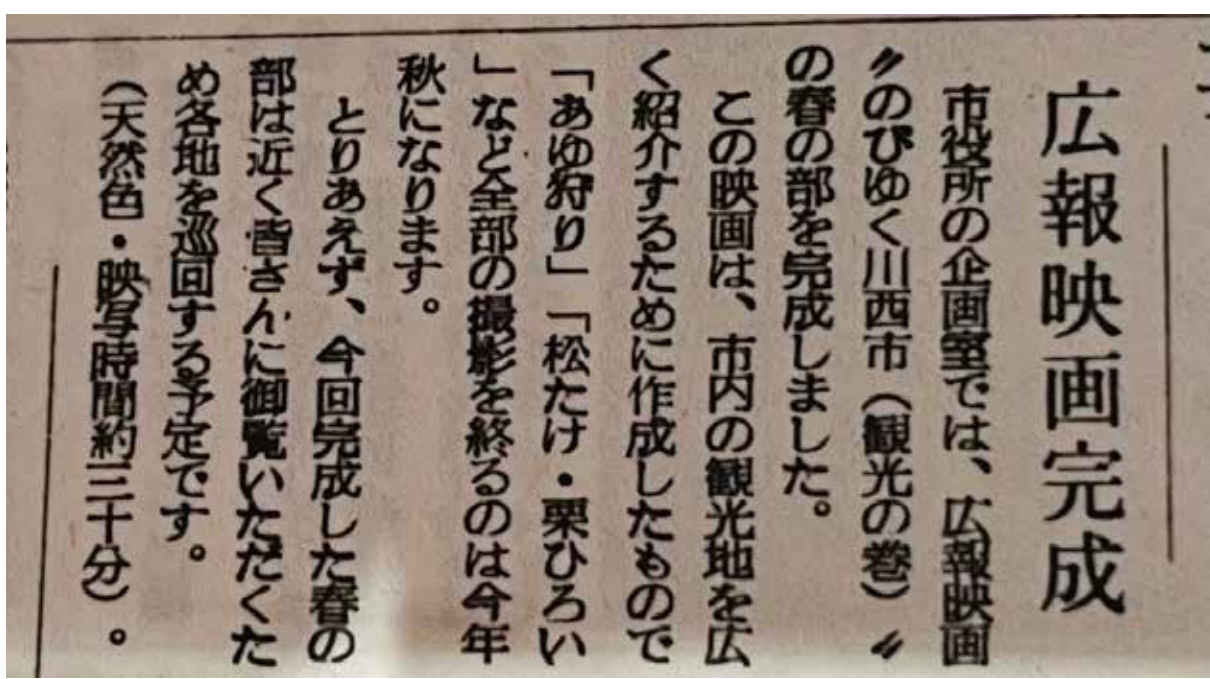 広報映画完成
市役所の企画室では、広報映画
〃のびゆく川西市（観光の巻）〃
の春の部を完成しました。
この映画は、市内の観光地を広
く紹介するために作成したもので
「あゆ狩り」「松たけ・栗ひろい
」など全部の撮影を終るのは今年
秋になります。
とりあえず、今回完成した春の
部は近く皆さんに御覧いただくた
め各地を巡回する予定です。
（天然色・映写時間約三十分）。